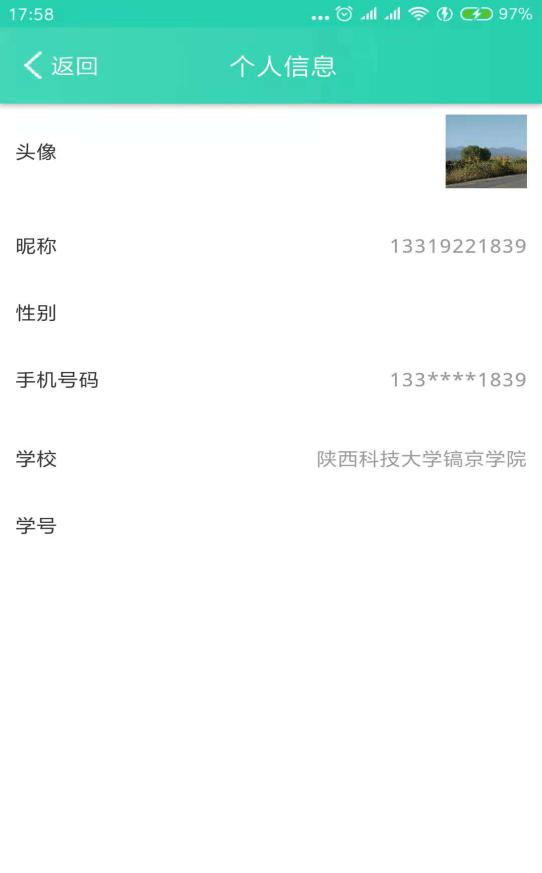 17:58
97%
返回
个人信息
头像
昵称
13319221839
性别
手机号码
133****1839
学校
陕西科技大学镐京学院
学号